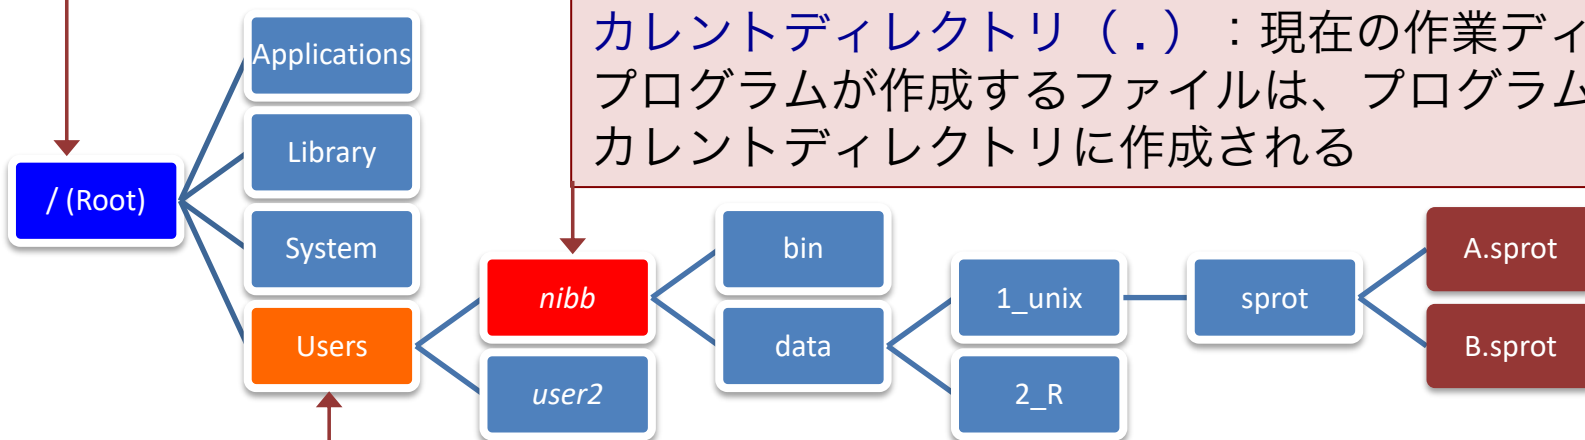 カレントディレクトリ（.）：現在の作業ディ
プログラムが作成するファイルは、プログラム
カレントディレクトリに作成される
/ (Root)
Applications
Library
System
Users
nibb
user2
bin
data
1_unix
2_R
sprot
A.sprot
B.sprot